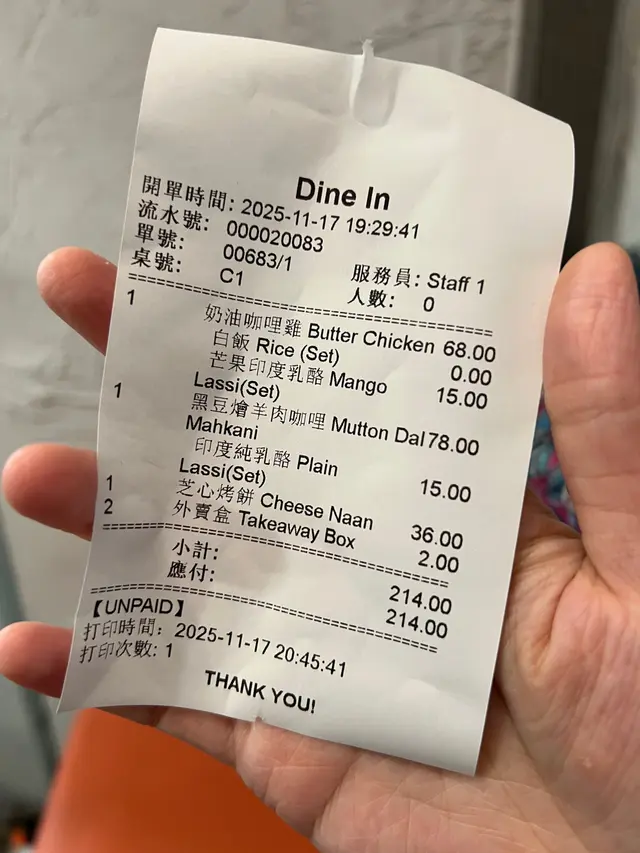 Dine In
開單時間: 2025-11-17 19:29:41
流水號: 000020083
單號: 00683/1 服務員: Staff 1
桌號: C1 人數: 0
1 奶油咖哩雞 Butter Chicken 68.00
白飯 Rice (Set) 0.00
芒果印度乳酪 Mango 15.00
Lassi(Set)
1 黑豆燴羊肉咖哩 Mutton Dal 78.00
Mahkani
印度純乳酪 Plain 15.00
Lassi(Set)
1 芝心烤餅 Cheese Naan 36.00
2 外賣盒 Takeaway Box 2.00
小計: 214.00
應付: 214.00
【UNPAID】
打印時間: 2025-11-17 20:45:41
打印次數: 1
THANK YOU!